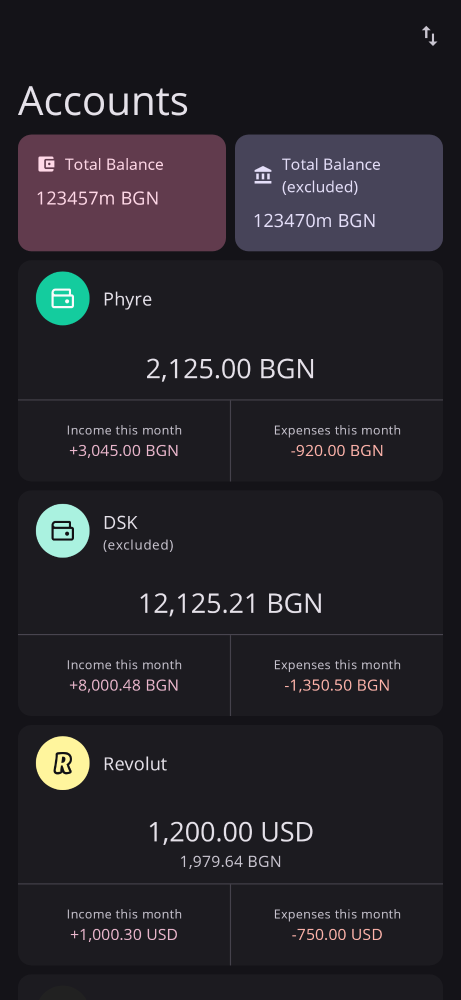 Accounts
Total Balance
123457m BGN
Total Balance
(excluded)
123470m BGN
Phyre
2,125.00 BGN
Income this month
+3,045.00 BGN
Expenses this month
-920.00 BGN
DSK
(excluded)
12,125.21 BGN
Income this month
+8,000.48 BGN
Expenses this month
-1,350.50 BGN
R
Revolut
1,200.00 USD
1,979.64 BGN
Income this month
+1,000.30 USD
Expenses this month
-750.00 USD